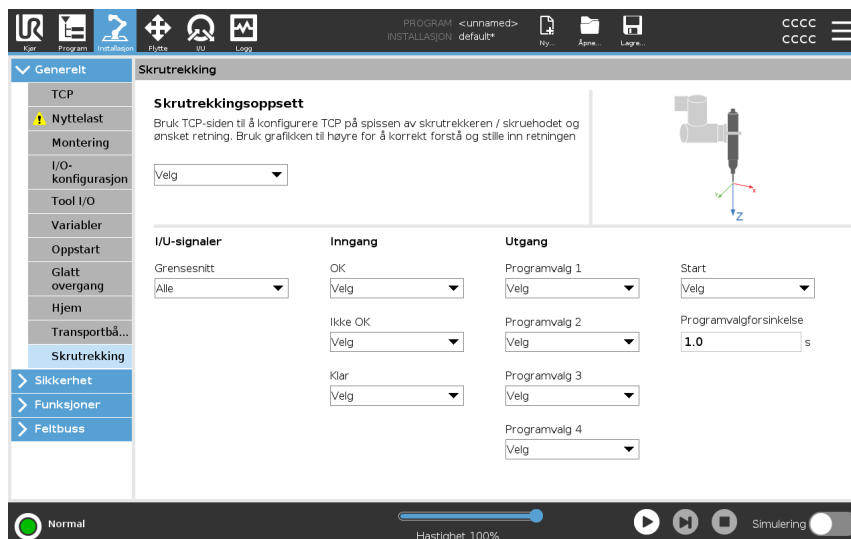 UR
Kjør
Program
Installasjon
Flytte
I/U
Logg
PROGRAM <unnamed>
INSTALLASJON default*
Ny...
Åpne...
Lagre...
CCCC
CCCC
Generelt
TCP
Nyttelast
Montering
I/O-
konfigurasjon
Tool I/O
Variabler
Oppstart
Glatt
overgang
Hjem
Transportbå...
Skrutrekking
Sikkerhet
Funksjoner
Feltbuss
Skrutrekking
Skrutrekkingsoppsett
Bruk TCP-siden til å konfigurere TCP på spissen av skrutrekkeren / skruehodet og
ønsket retning. Bruk grafikken til høyre for å korrekt forstå og stille inn retningen
Velg
Y
X
Z
I/U-signaler
Grensesnitt
Alle
Inngang
OK
Velg
Ikke OK
Velg
Klar
Velg
Utgang
Programvalg 1
Velg
Programvalg 2
Velg
Programvalg 3
Velg
Programvalg 4
Velg
Start
Velg
Programvalgforsinkelse
1.0 s
Normal
Hastighet 100%
Simulering